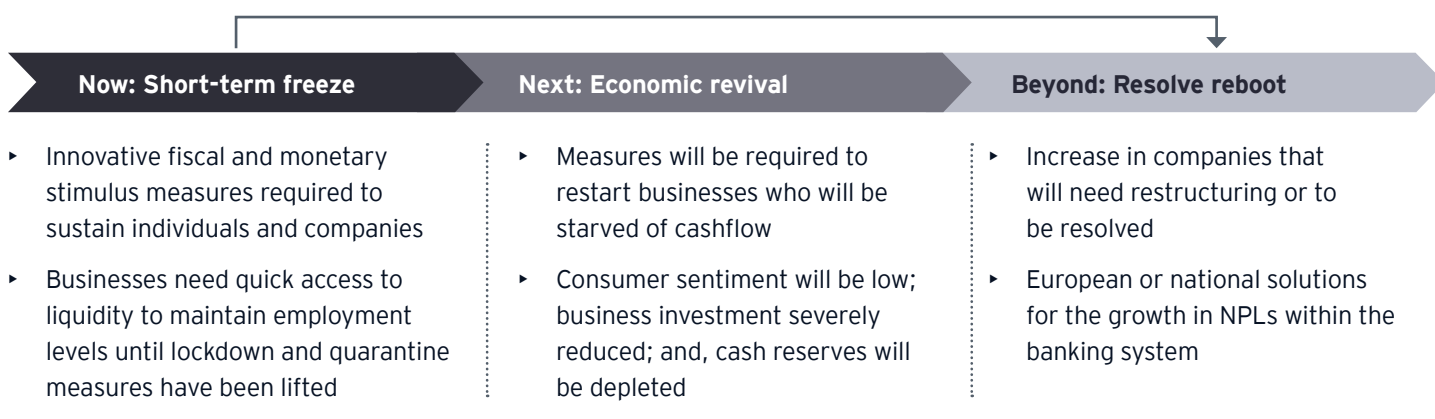 Now: Short-term freeze
Next: Economic revival
Beyond: Resolve reboot
‣ Innovative fiscal and monetary
stimulus measures required to
sustain individuals and companies
‣ Businesses need quick access to
liquidity to maintain employment
levels until lockdown and quarantine
measures have been lifted
‣ Measures will be required to
restart businesses who will be
starved of cashflow
‣ Consumer sentiment will be low;
business investment severely
reduced; and, cash reserves will
be depleted
‣ Increase in companies that
will need restructuring or to
be resolved
‣ European or national solutions
for the growth in NPLs within the
banking system